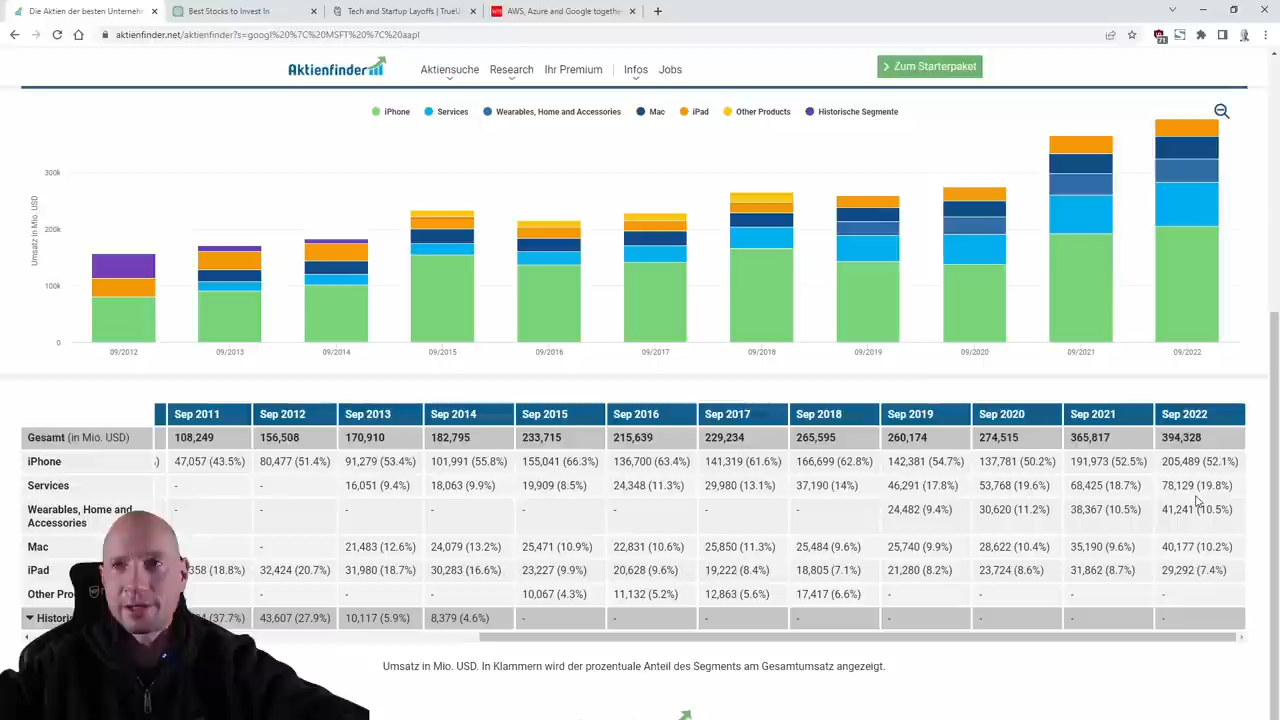 Die Aktien der besten Unterneh
Best Stocks to Invest In
Tech and Startup Layoffs | TrueU
AWS, Azure and Google togeth
aktienfinder.net/aktienfinder?s=googl%20%7C%20MSFT%20%7C%20aapl
Aktienfinder
Aktiensuche
Research
Ihr Premium
Infos
Jobs
Zum Starterpaket
iPhone
Services
Wearables, Home and Accessories
Mac
iPad
Other Products
Historische Segmente
Umsatz in Mio. USD
300k
200k
100k
0
09/2012 09/2013 09/2014 09/2015 09/2016 09/2017 09/2018 09/2019 09/2020 09/2021 09/2022
Sep 2011 Sep 2012 Sep 2013 Sep 2014 Sep 2015 Sep 2016 Sep 2017 Sep 2018 Sep 2019 Sep 2020 Sep 2021 Sep 2022
Gesamt (in Mio. USD) 108,249 156,508 170,910 182,795 233,715 215,639 229,234 265,595 260,174 274,515 365,817 394,328
iPhone ) 47,057 (43.5%) 80,477 (51.4%) 91,279 (53.4%) 101,991 (55.8%) 155,041 (66.3%) 136,700 (63.4%) 141,319 (61.6%) 166,699 (62.8%) 142,381 (54.7%) 137,781 (50.2%) 191,973 (52.5%) 205,489 (52.1%)
Services - - 16,051 (9.4%) 18,063 (9.9%) 19,909 (8.5%) 24,348 (11.3%) 29,980 (13.1%) 37,190 (14%) 46,291 (17.8%) 53,768 (19.6%) 68,425 (18.7%) 78,129 (19.8%)
Wearables, Home and Accessories - - - - - - - - 24,482 (9.4%) 30,620 (11.2%) 38,367 (10.5%) 41,241 (10.5%)
Mac - 21,483 (12.6%) 24,079 (13.2%) 25,471 (10.9%) 22,831 (10.6%) 25,850 (11.3%) 25,484 (9.6%) 25,740 (9.9%) 28,622 (10.4%) 35,190 (9.6%) 40,177 (10.2%)
iPad 358 (18.8%) 32,424 (20.7%) 31,980 (18.7%) 30,283 (16.6%) 23,227 (9.9%) 20,628 (9.6%) 19,222 (8.4%) 18,805 (7.1%) 21,280 (8.2%) 23,724 (8.6%) 31,862 (8.7%) 29,292 (7.4%)
Other Pro - - - 10,067 (4.3%) 11,132 (5.2%) 12,863 (5.6%) 17,417 (6.6%) - - - -
Histori (37.7%) 43,607 (27.9%) 10,117 (5.9%) 8,379 (4.6%) - - - - - - - -
Umsatz in Mio. USD. In Klammern wird der prozentuale Anteil des Segments am Gesamtumsatz angezeigt.